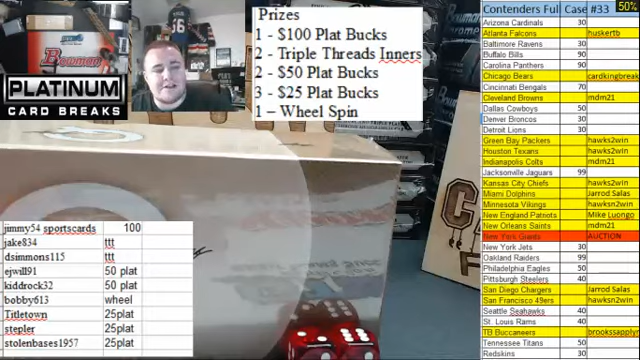 Prizes
1 - $100 Plat Bucks
2 - Triple Threads Inners
2 - $50 Plat Bucks
3 - $25 Plat Bucks
1 – Wheel Spin
Bowman
PLATINUM
CARD BREAKS
66
jimmy54 sportscards 100
jake834 ttt
dsimmons115 ttt
ejwill91 50 plat
kiddrock32 50 plat
bobby613 wheel
Titletown 25plat
stepler 25plat
stolenbases1957 25plat
Contenders Ful Case #33 50%
Arizona Cardinals 30
Atlanta Falcons huskertb
Baltimore Ravens 30
Buffalo Bills 90
Carolina Panthers 90
Chicago Bears cardkingbreak
Cincinnati Bengals 70
Cleveland Browns mdm21
Dallas Cowboys 50
Denver Broncos 30
Detroit Lions 30
Green Bay Packers hawks2win
Houston Texans hawks2win
Indianapolis Colts mdm21
Jacksonville Jaguars 99
Kansas City Chiefs hawks2win
Miami Dolphins Jarrod Salas
Minnesota Vikings hawksn2win
New England Patriots Mike Luongo
New Orleans Saints mdm21
New York Giants AUCTION
New York Jets 30
Oakland Raiders 99
Philadelphia Eagles 50
Pittsburgh Steelers 40
San Diego Chargers Jarrod Salas
San Francisco 49ers hawksn2win
Seattle Seahawks 40
St. Louis Rams 40
TB Buccaneers brookssapplyr
Tennessee Titans 50
Redskins 30